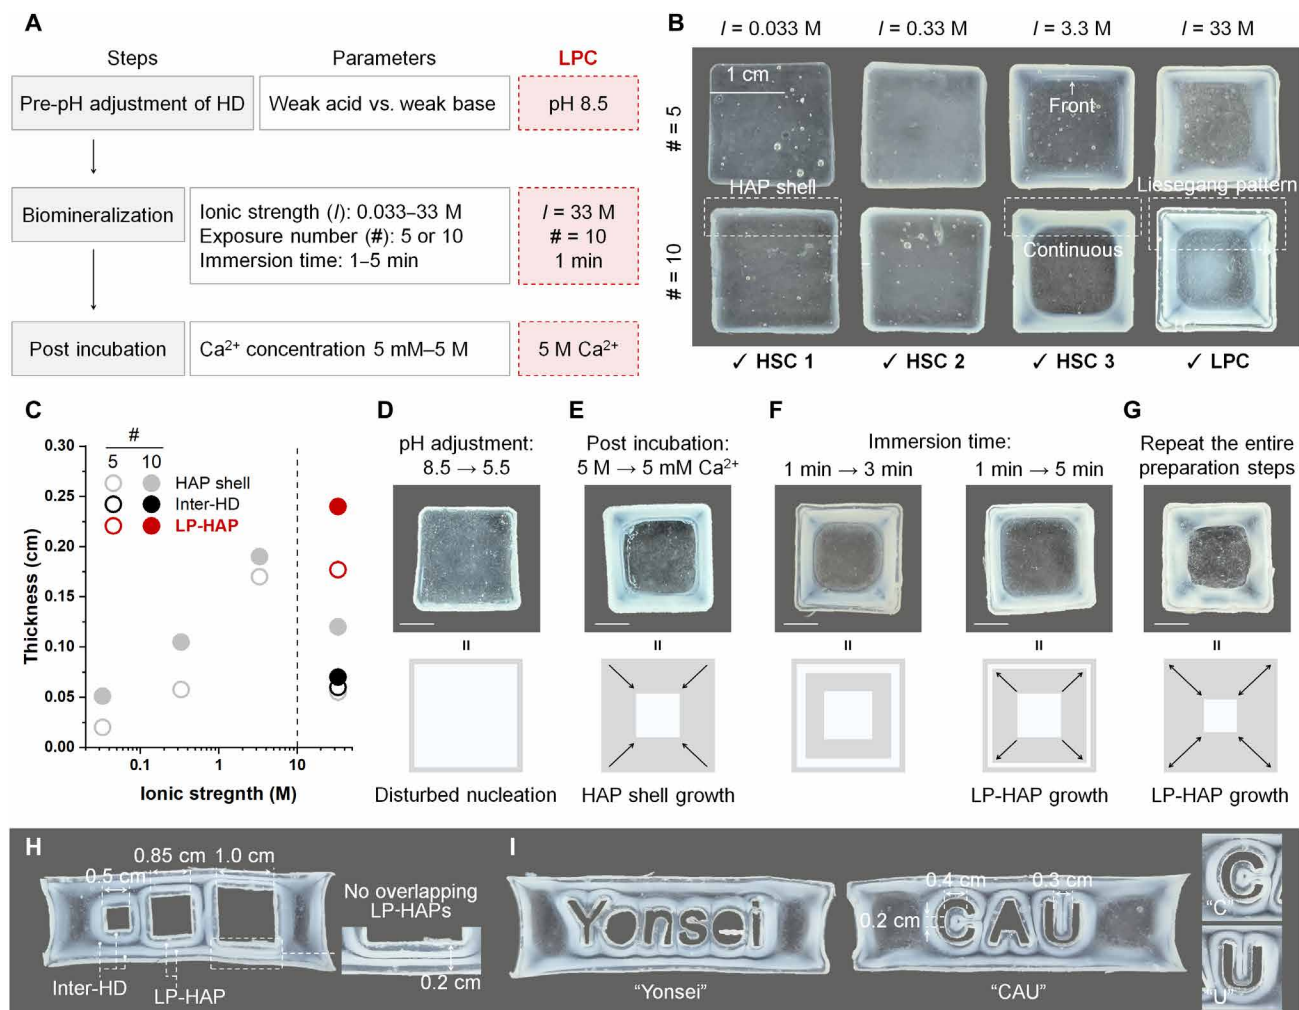 A
Steps Parameters LPC
Pre-pH adjustment of HD Weak acid vs. weak base pH 8.5
Biomineralization
Ionic strength (I): 0.033–33 M
Exposure number (#): 5 or 10
Immersion time: 1–5 min
I = 33 M
# = 10
1 min
Post incubation Ca²⁺ concentration 5 mM–5 M 5 M Ca²⁺
B
I = 0.033 M I = 0.33 M I = 3.3 M I = 33 M
# = 5
1 cm
Front
HAP shell
Liesegang pattern
# = 10
Continuous
✓ HSC 1 ✓ HSC 2 ✓ HSC 3 ✓ LPC
C
#
5 10
HAP shell
Inter-HD
LP-HAP
Thickness (cm)
0.30
0.25
0.20
0.15
0.10
0.05
0.00
0.1 1 10
Ionic stregnth (M)
D
pH adjustment:
8.5 → 5.5
=
Disturbed nucleation
E
Post incubation:
5 M → 5 mM Ca²⁺
=
HAP shell growth
F
Immersion time:
1 min → 3 min 1 min → 5 min
= =
LP-HAP growth
G
Repeat the entire
preparation steps
=
LP-HAP growth
H
0.5 cm
0.85 cm
1.0 cm
No overlapping
LP-HAPs
0.2 cm
Inter-HD
LP-HAP
I
Yonsei
“Yonsei”
0.4 cm
0.3 cm
0.2 cm
CAU
“CAU”
C
“C”
U
“U”